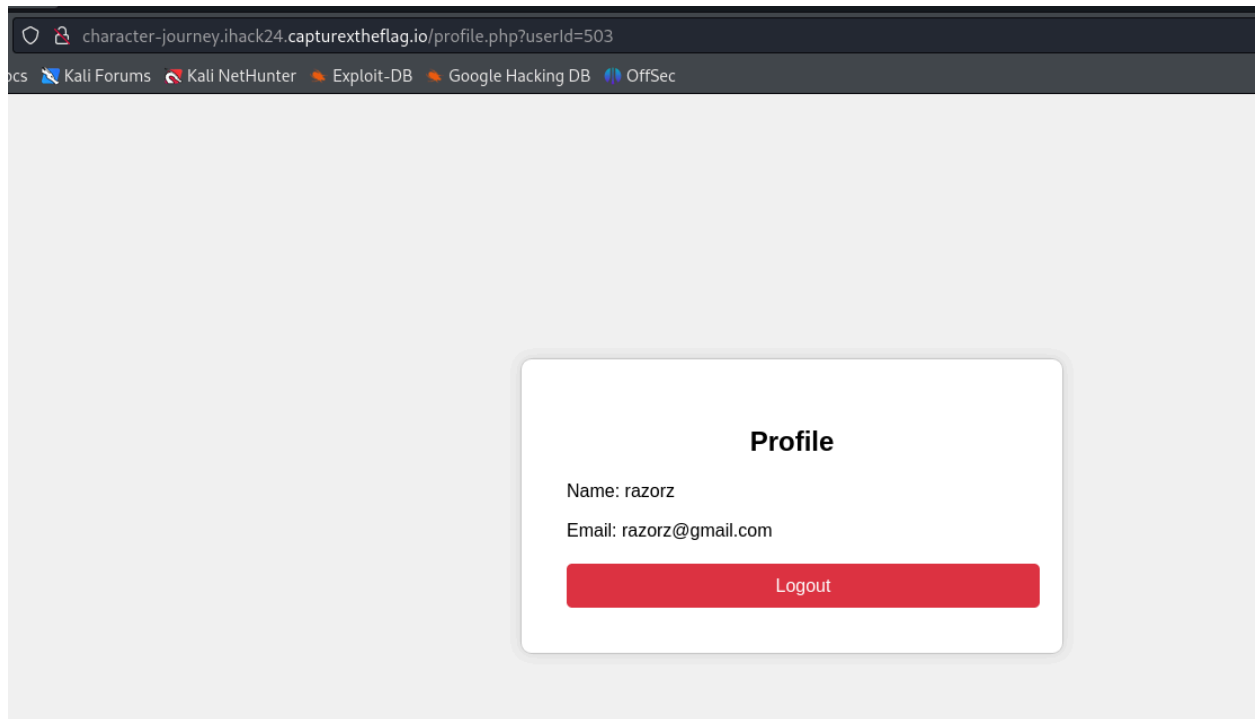 character-journey.ihack24.capturextheflag.io/profile.php?userId=503
ocs Kali Forums Kali NetHunter Exploit-DB Google Hacking DB OffSec
Profile
Name: razorz
Email: razorz@gmail.com
Logout